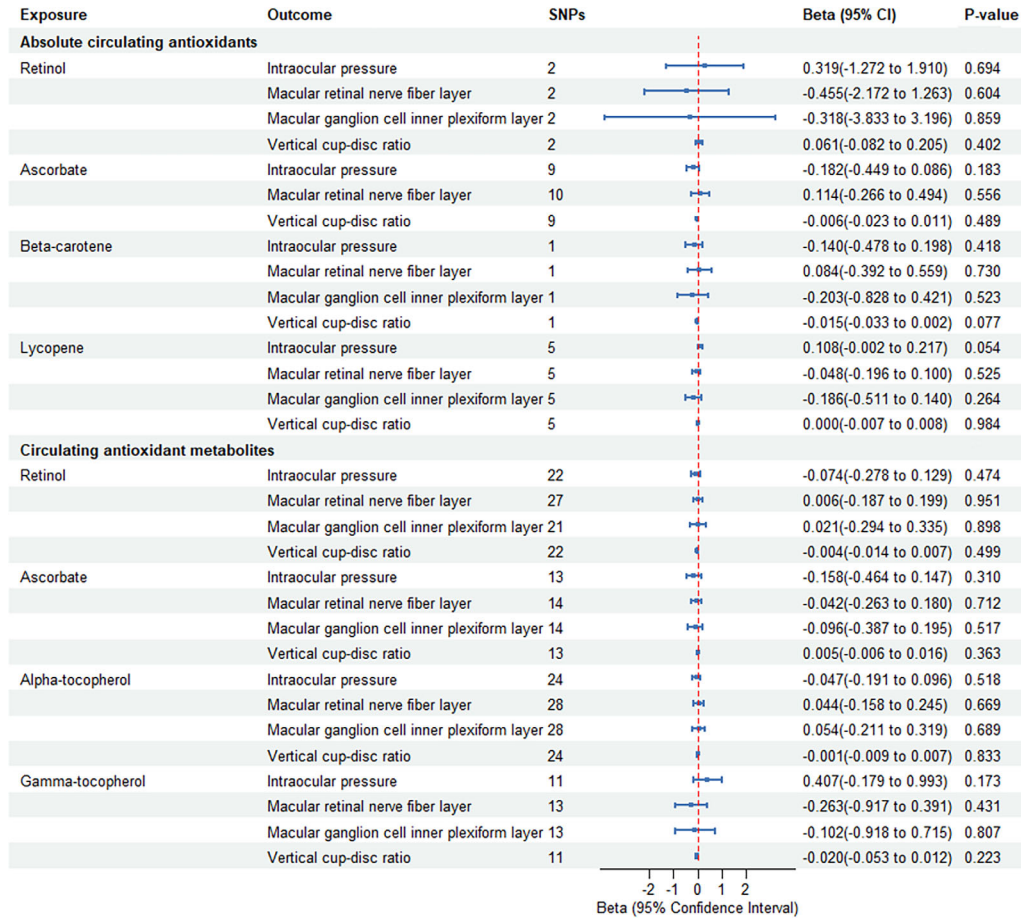 Exposure Outcome SNPs Beta (95% CI) P-value
Absolute circulating antioxidants
Retinol Intraocular pressure 2 0.319(-1.272 to 1.910) 0.694
Macular retinal nerve fiber layer 2 -0.455(-2.172 to 1.263) 0.604
Macular ganglion cell inner plexiform layer 2 -0.318(-3.833 to 3.196) 0.859
Vertical cup-disc ratio 2 0.061(-0.082 to 0.205) 0.402
Ascorbate Intraocular pressure 9 -0.182(-0.449 to 0.086) 0.183
Macular retinal nerve fiber layer 10 0.114(-0.266 to 0.494) 0.556
Vertical cup-disc ratio 9 -0.006(-0.023 to 0.011) 0.489
Beta-carotene Intraocular pressure 1 -0.140(-0.478 to 0.198) 0.418
Macular retinal nerve fiber layer 1 0.084(-0.392 to 0.559) 0.730
Macular ganglion cell inner plexiform layer 1 -0.203(-0.828 to 0.421) 0.523
Vertical cup-disc ratio 1 -0.015(-0.033 to 0.002) 0.077
Lycopene Intraocular pressure 5 0.108(-0.002 to 0.217) 0.054
Macular retinal nerve fiber layer 5 -0.048(-0.196 to 0.100) 0.525
Macular ganglion cell inner plexiform layer 5 -0.186(-0.511 to 0.140) 0.264
Vertical cup-disc ratio 5 0.000(-0.007 to 0.008) 0.984
Circulating antioxidant metabolites
Retinol Intraocular pressure 22 -0.074(-0.278 to 0.129) 0.474
Macular retinal nerve fiber layer 27 0.006(-0.187 to 0.199) 0.951
Macular ganglion cell inner plexiform layer 21 0.021(-0.294 to 0.335) 0.898
Vertical cup-disc ratio 22 -0.004(-0.014 to 0.007) 0.499
Ascorbate Intraocular pressure 13 -0.158(-0.464 to 0.147) 0.310
Macular retinal nerve fiber layer 14 -0.042(-0.263 to 0.180) 0.712
Macular ganglion cell inner plexiform layer 14 -0.096(-0.387 to 0.195) 0.517
Vertical cup-disc ratio 13 0.005(-0.006 to 0.016) 0.363
Alpha-tocopherol Intraocular pressure 24 -0.047(-0.191 to 0.096) 0.518
Macular retinal nerve fiber layer 28 0.044(-0.158 to 0.245) 0.669
Macular ganglion cell inner plexiform layer 28 0.054(-0.211 to 0.319) 0.689
Vertical cup-disc ratio 24 -0.001(-0.009 to 0.007) 0.833
Gamma-tocopherol Intraocular pressure 11 0.407(-0.179 to 0.993) 0.173
Macular retinal nerve fiber layer 13 -0.263(-0.917 to 0.391) 0.431
Macular ganglion cell inner plexiform layer 13 -0.102(-0.918 to 0.715) 0.807
Vertical cup-disc ratio 11 -0.020(-0.053 to 0.012) 0.223
-2 -1 0 1 2
Beta (95% Confidence Interval)